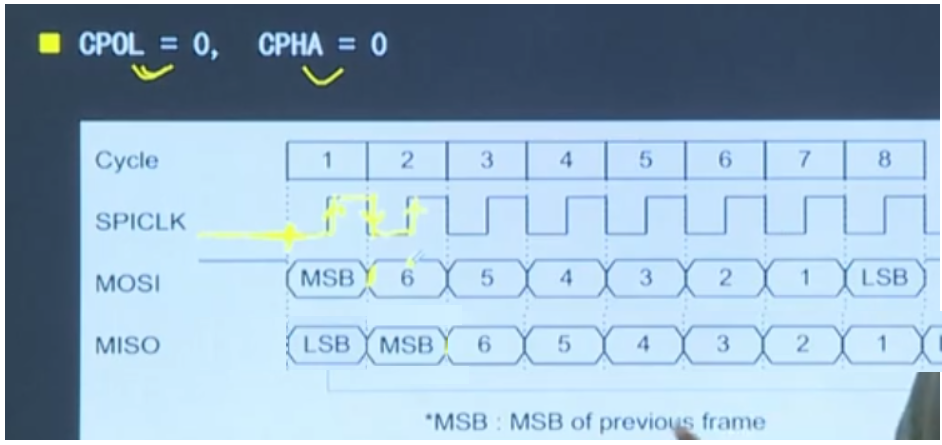 CPOL = 0, CPHA = 0
Cycle 1 2 3 4 5 6 7 8
SPICLK
MOSI MSB 6 5 4 3 2 1 LSB
MISO LSB MSB 6 5 4 3 2 1
*MSB : MSB of previous frame